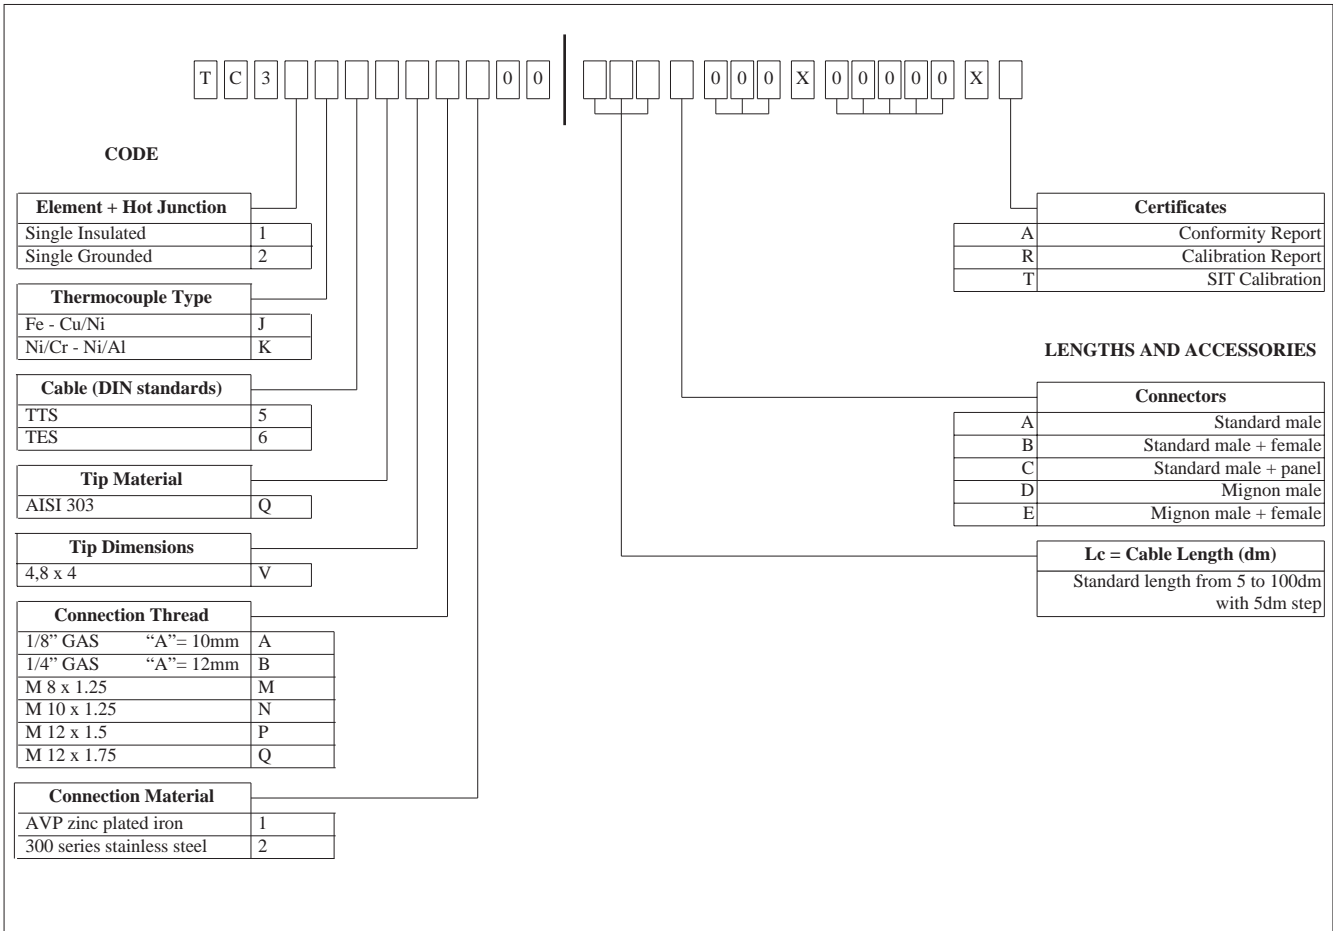 T C 3 0 0 0 0 0 X 0 0 0 0 0 X
CODE
Element + Hot Junction
Single Insulated 1
Single Grounded 2
Thermocouple Type
Fe - Cu/Ni J
Ni/Cr - Ni/Al K
Cable (DIN standards)
TTS 5
TES 6
Tip Material
AISI 303 Q
Tip Dimensions
4,8 x 4 V
Connection Thread
1/8” GAS “A”= 10mm A
1/4” GAS “A”= 12mm B
M 8 x 1.25 M
M 10 x 1.25 N
M 12 x 1.5 P
M 12 x 1.75 Q
Connection Material
AVP zinc plated iron 1
300 series stainless steel 2
Certificates
A Conformity Report
R Calibration Report
T SIT Calibration
LENGTHS AND ACCESSORIES
Connectors
A Standard male
B Standard male + female
C Standard male + panel
D Mignon male
E Mignon male + female
Lc = Cable Length (dm)
Standard length from 5 to 100dm
with 5dm step